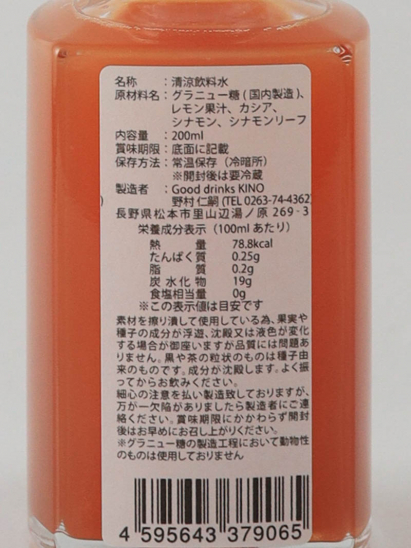 名称　　：清涼飲料水
原材料名：グラニュー糖（国内製造）、
レモン果汁、カシア、
シナモン、シナモンリーフ
内容量　：200ml
賞味期限：底面に記載
保存方法：常温保存（冷暗所）
※開封後は要冷蔵
製造者　：Good drinks KINO
野村 仁嗣 (TEL 0263-74-4362)
長野県松本市里山辺湯ノ原 269-3
栄養成分表示（100mlあたり）
熱量　78.8kcal
たんぱく質　0.25g
脂質　0.2g
炭水化物　19g
食塩相当量　0g
※この表示値は目安です
素材を擦り潰して使用している為、果実や
種子の成分が浮遊、沈殿又は液色が変化
する場合が御座いますが品質には問題あ
りません。黒や茶の粒状のものは種子由
来のものです。成分が沈殿します。よく振
ってからお飲みください。
細心の注意を払い製造致しておりますが、
万が一欠陥がありましたら製造者にご連
絡ください。賞味期限にかかわらず開封
後はお早めにお召し上がりください。
※グラニュー糖の製造工程において動物性
のものは使用しておりません
4 595643 379065